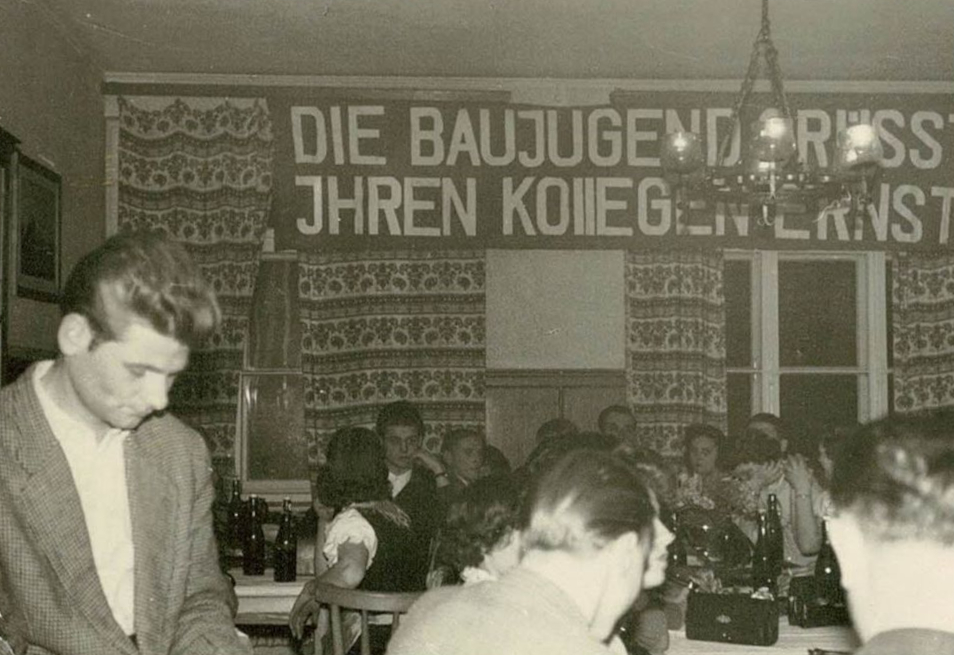 DIE BAUJUGEND GRÜSST
JHREN KOllEGEN ERNST